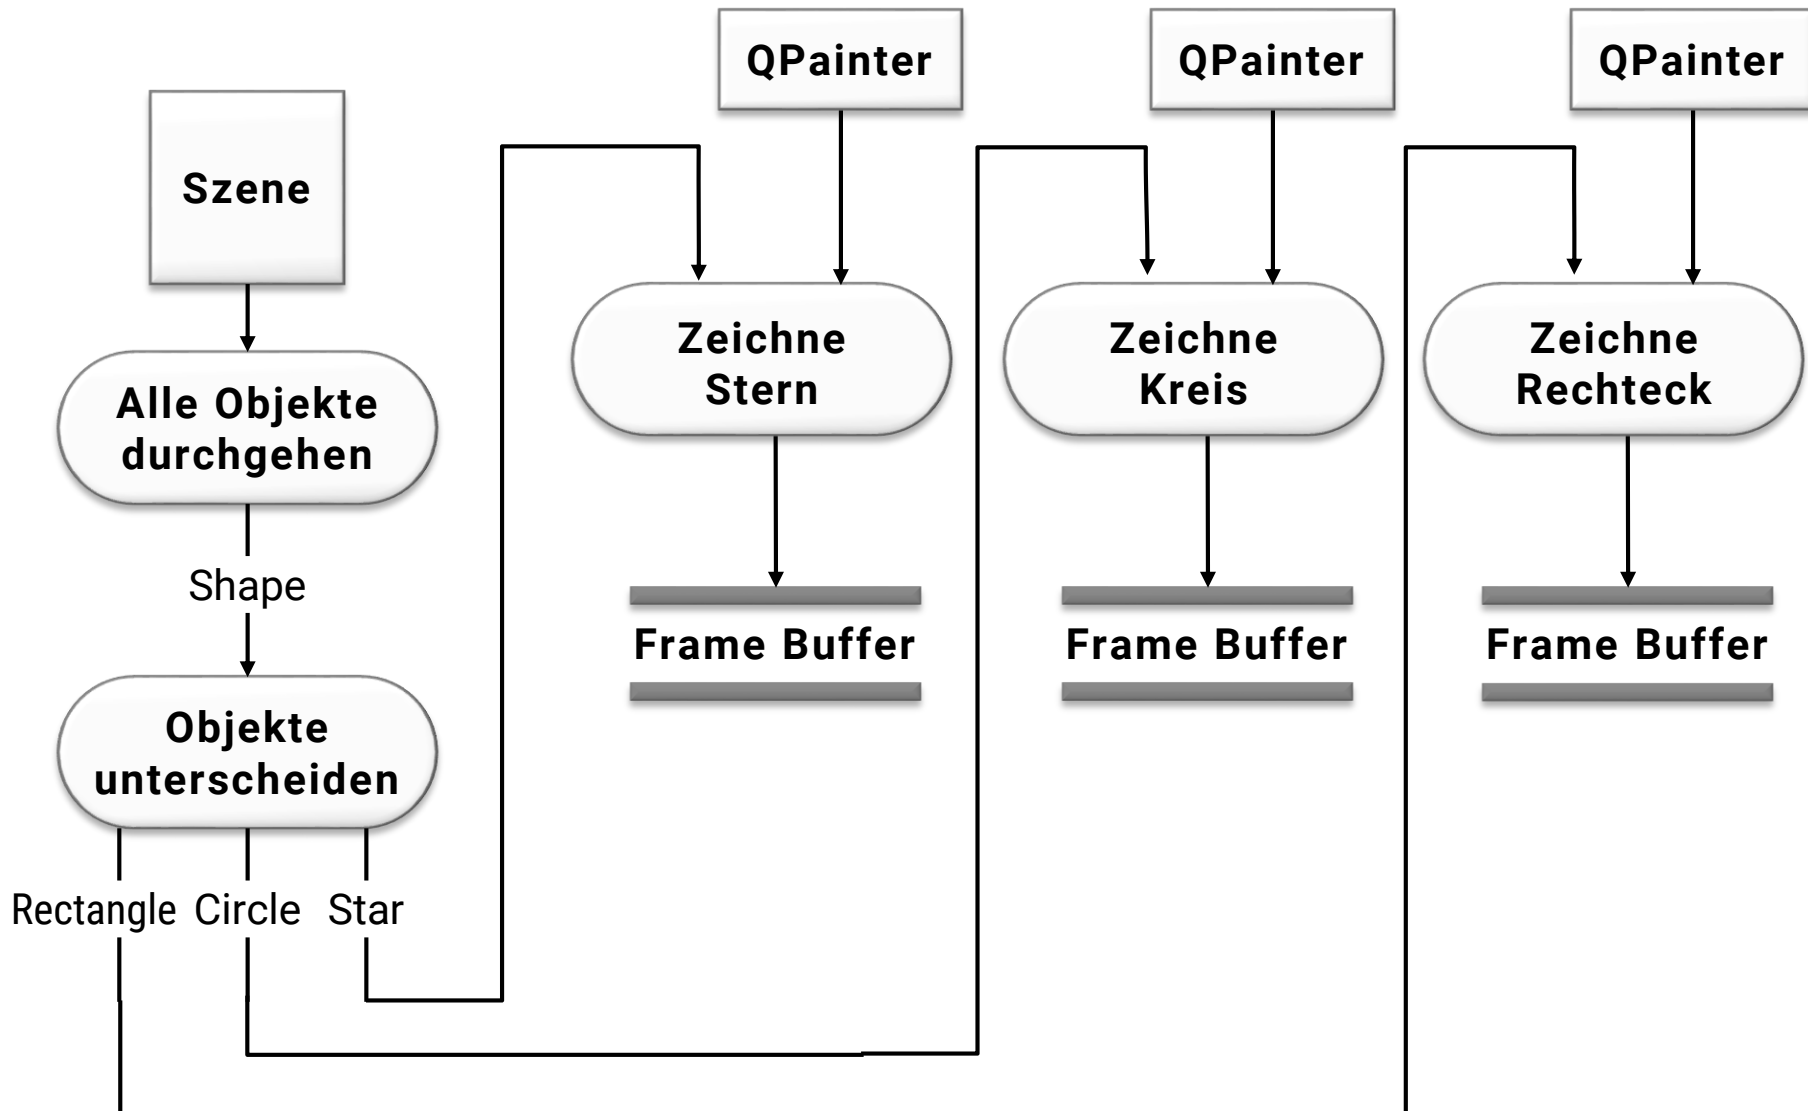 QPainter
QPainter
QPainter
Szene
Zeichne
Stern
Zeichne
Kreis
Zeichne
Rechteck
Alle Objekte
durchgehen
Shape
Frame Buffer
Frame Buffer
Frame Buffer
Objekte
unterscheiden
Rectangle
Circle
Star